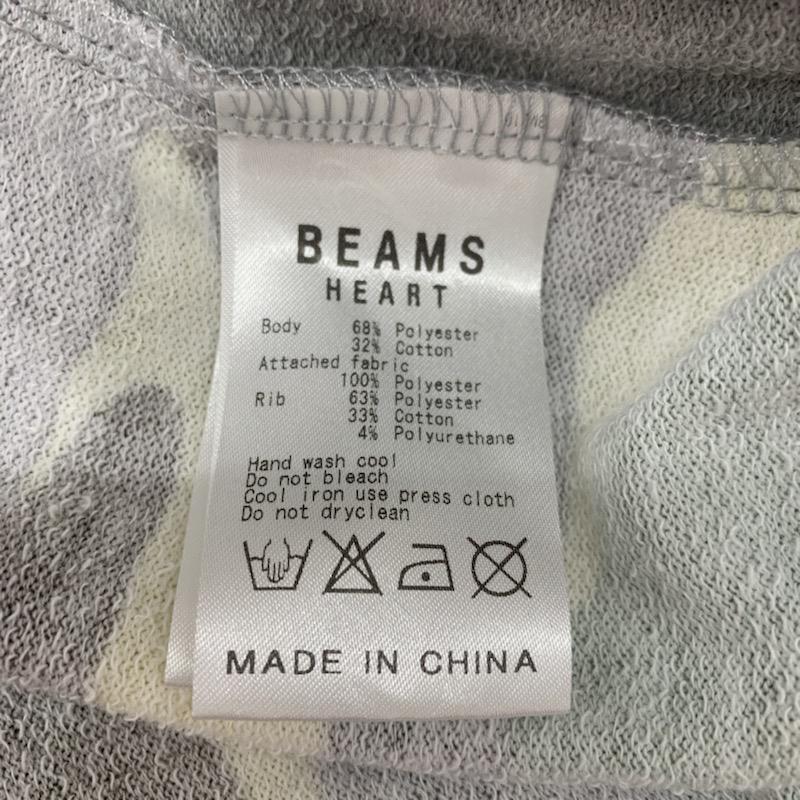 BEAMS
HEART
Body 68% Polyester
32% Cotton
Attached fabric
100% Polyester
Rib 63% Polyester
33% Cotton
4% Polyurethane
Hand wash cool
Do not bleach
Cool iron use press cloth
Do not dryclean
MADE IN CHINA